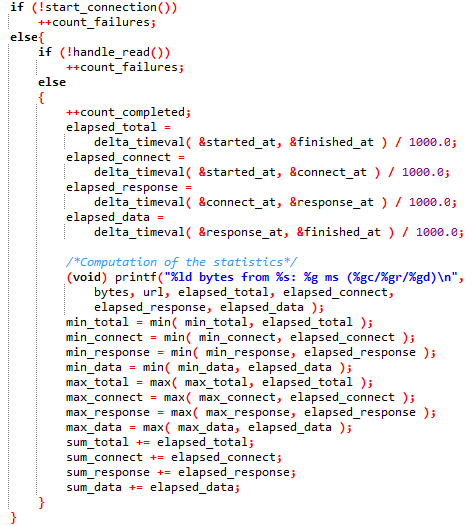 if (!start_connection())
    ++count_failures;
else{
    if (!handle_read())
        ++count_failures;
    else
    {
        ++count_completed;
        elapsed_total =
            delta_timeval( &started_at, &finished_at ) / 1000.0;
        elapsed_connect =
            delta_timeval( &started_at, &connect_at ) / 1000.0;
        elapsed_response =
            delta_timeval( &connect_at, &response_at ) / 1000.0;
        elapsed_data =
            delta_timeval( &response_at, &finished_at ) / 1000.0;

        /*Computation of the statistics*/
        (void) printf("%ld bytes from %s: %g ms (%gc/%gr/%gd)\n",
            bytes, url, elapsed_total, elapsed_connect,
            elapsed_response, elapsed_data );
        min_total = min( min_total, elapsed_total );
        min_connect = min( min_connect, elapsed_connect );
        min_response = min( min_response, elapsed_response );
        min_data = min( min_data, elapsed_data );
        max_total = max( max_total, elapsed_total );
        max_connect = max( max_connect, elapsed_connect );
        max_response = max( max_response, elapsed_response );
        max_data = max( max_data, elapsed_data );
        sum_total += elapsed_total;
        sum_connect += elapsed_connect;
        sum_response += elapsed_response;
        sum_data += elapsed_data;
    }
}